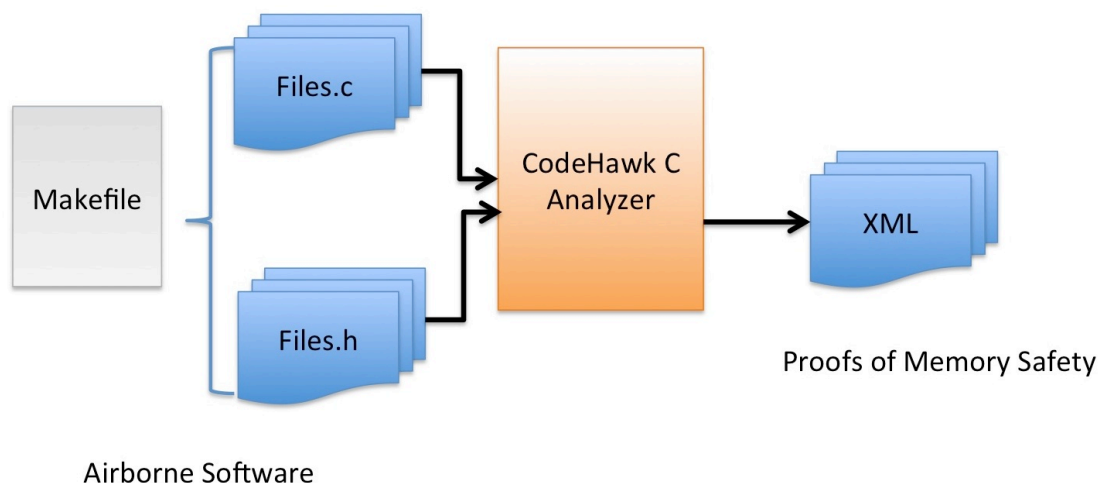 Makefile
Files.c
Files.h
CodeHawk C
Analyzer
XML
Proofs of Memory Safety
Airborne Software